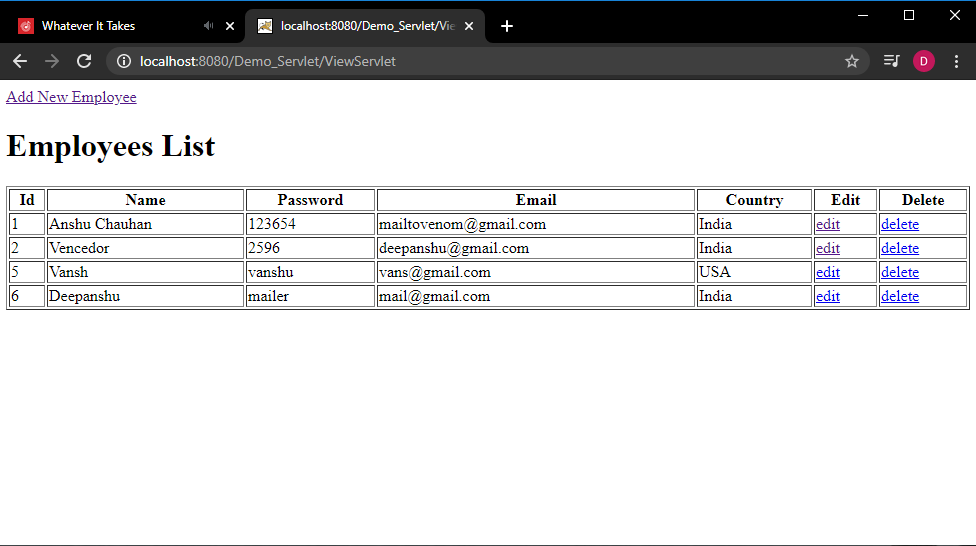 Whatever It Takes
localhost:8080/Demo_Servlet/Vie
localhost:8080/Demo_Servlet/ViewServlet
D
Add New Employee
Employees List
Id Name Password Email Country Edit Delete
1 Anshu Chauhan 123654 mailtovenom@gmail.com India edit delete
2 Vencedor 2596 deepanshu@gmail.com India edit delete
5 Vansh vanshu vans@gmail.com USA edit delete
6 Deepanshu mailer mail@gmail.com India edit delete